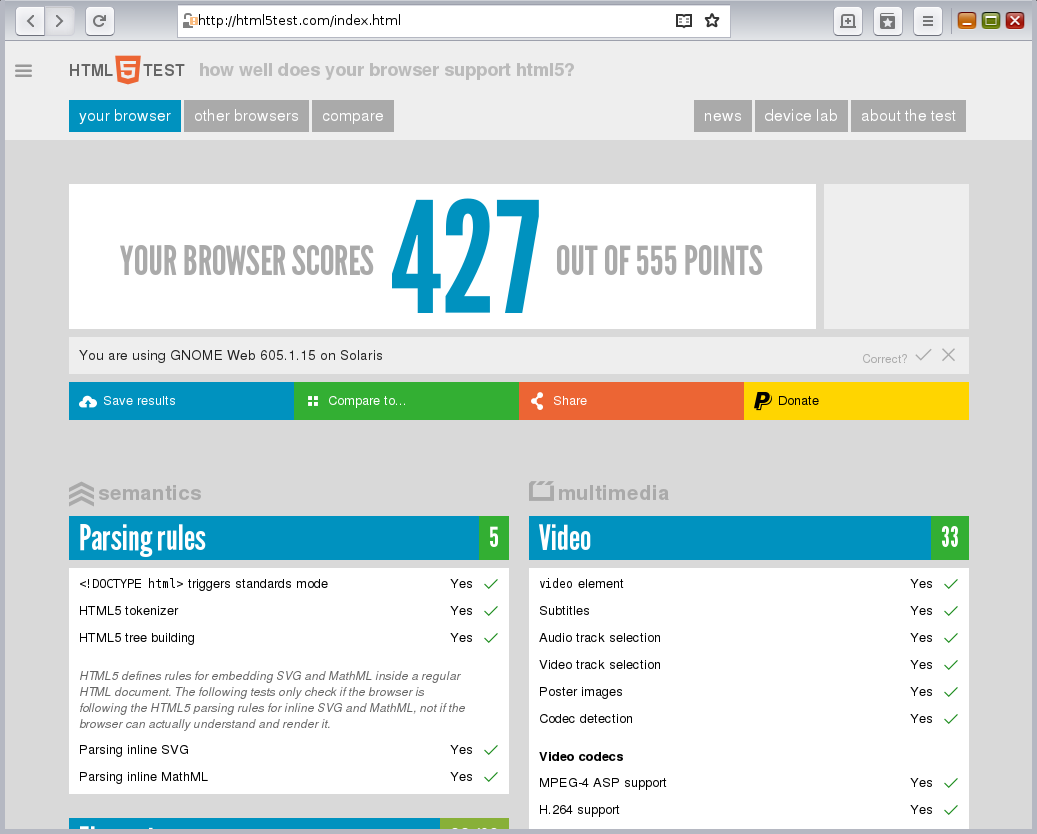 http://html5test.com/index.html
HTML 5 TEST how well does your browser support html5?
your browser other browsers compare news device lab about the test
YOUR BROWSER SCORES 427 OUT OF 555 POINTS
You are using GNOME Web 605.1.15 on Solaris Correct?
Save results Compare to... Share Donate
semantics
Parsing rules 5
<!DOCTYPE html> triggers standards mode Yes
HTML5 tokenizer Yes
HTML5 tree building Yes
HTML5 defines rules for embedding SVG and MathML inside a regular
HTML document. The following tests only check if the browser is
following the HTML5 parsing rules for inline SVG and MathML, not if the
browser can actually understand and render it.
Parsing inline SVG Yes
Parsing inline MathML Yes
multimedia
Video 33
video element Yes
Subtitles Yes
Audio track selection Yes
Video track selection Yes
Poster images Yes
Codec detection Yes
Video codecs
MPEG-4 ASP support Yes
H.264 support Yes